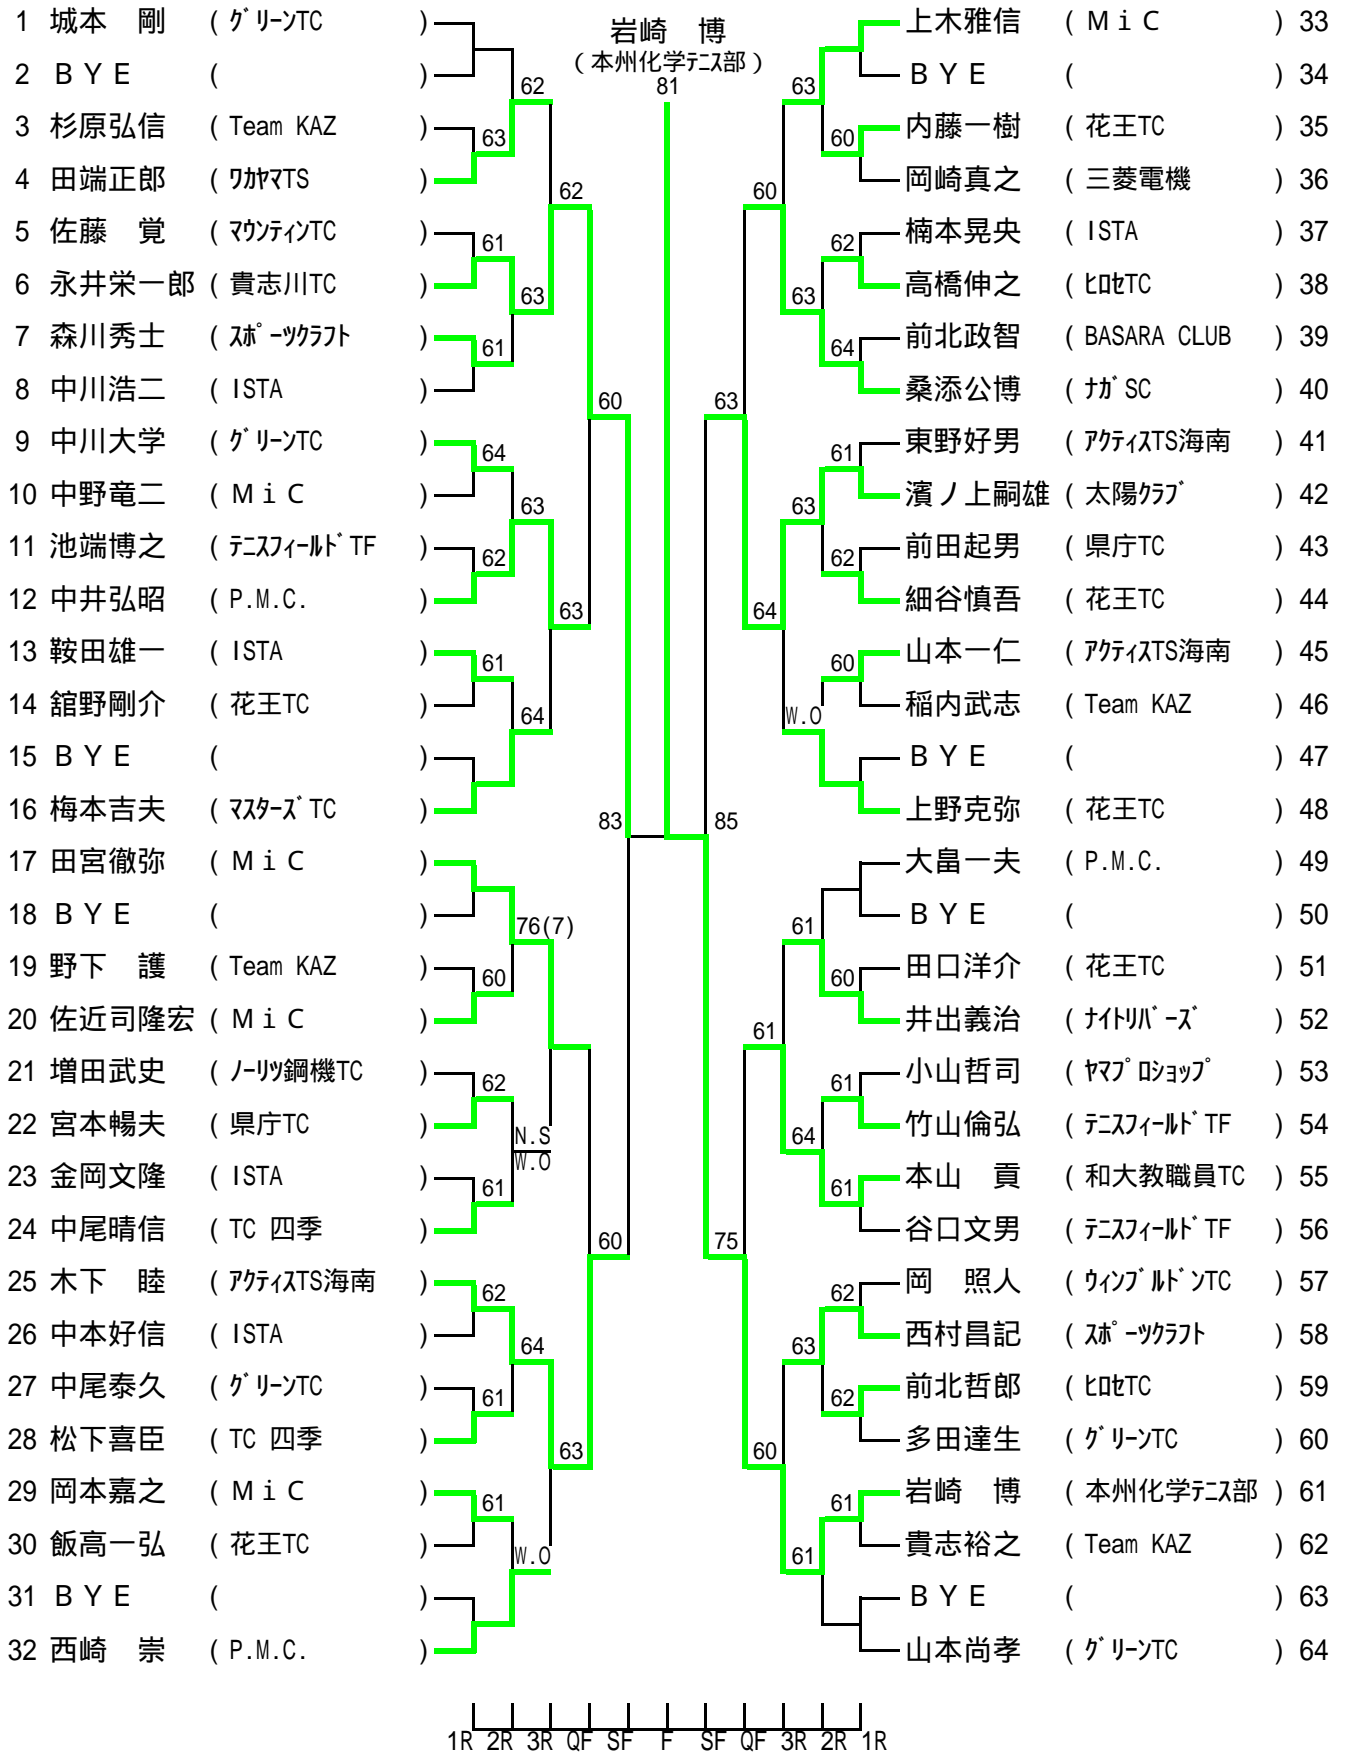 岩崎　博
(本州化学ﾃﾆｽ部)
81
1 城本　剛 (ｸﾞﾘｰﾝTC)
2 ＢＹＥ ( )
3 杉原弘信 (Team KAZ)
4 田端正郎 (ﾜｶﾔﾏTS)
5 佐藤　覚 (ﾏｳﾝﾃｨﾝTC)
6 永井栄一郎 (貴志川TC)
7 森川秀士 (ｽﾎﾟｰﾂｸﾗﾌﾄ)
8 中川浩二 (ISTA)
9 中川大学 (ｸﾞﾘｰﾝTC)
10 中野竜二 (ＭｉＣ)
11 池端博之 (ﾃﾆｽﾌｨｰﾙﾄﾞTF)
12 中井弘昭 (P.M.C.)
13 鞍田雄一 (ISTA)
14 舘野剛介 (花王TC)
15 ＢＹＥ ( )
16 梅本吉夫 (ﾏｽﾀｰｽﾞTC)
17 田宮徹弥 (ＭｉＣ)
18 ＢＹＥ ( )
19 野下　護 (Team KAZ)
20 佐近司隆宏 (ＭｉＣ)
21 増田武史 (ﾉｰﾘﾂ鋼機TC)
22 宮本暢夫 (県庁TC)
23 金岡文隆 (ISTA)
24 中尾晴信 (TC 四季)
25 木下　睦 (ｱｸﾃｨｽTS海南)
26 中本好信 (ISTA)
27 中尾泰久 (ｸﾞﾘｰﾝTC)
28 松下喜臣 (TC 四季)
29 岡本嘉之 (ＭｉＣ)
30 飯高一弘 (花王TC)
31 ＢＹＥ ( )
32 西崎　崇 (P.M.C.)
63
61
61
64
62
61
60
62
61
62
61
61
62
63
63
64
76(7)
N.S
W.O
64
W.O
62
63
63
60
60
83
85
63
75
60
64
61
60
63
63
63
W.O
61
64
63
61
60
62
64
61
62
60
60
61
61
62
62
61
上木雅信 (ＭｉＣ) 33
ＢＹＥ ( ) 34
内藤一樹 (花王TC) 35
岡崎真之 (三菱電機) 36
楠本晃央 (ISTA) 37
高橋伸之 (ﾋﾛｾTC) 38
前北政智 (BASARA CLUB) 39
桑添公博 (ﾅｶﾞSC) 40
東野好男 (ｱｸﾃｨｽTS海南) 41
濱ノ上嗣雄 (太陽ｸﾗﾌﾞ) 42
前田起男 (県庁TC) 43
細谷慎吾 (花王TC) 44
山本一仁 (ｱｸﾃｨｽTS海南) 45
稲内武志 (Team KAZ) 46
ＢＹＥ ( ) 47
上野克弥 (花王TC) 48
大畠一夫 (P.M.C.) 49
ＢＹＥ ( ) 50
田口洋介 (花王TC) 51
井出義治 (ﾅｲﾄﾘﾊﾞｰｽﾞ) 52
小山哲司 (ﾔﾏﾌﾟﾛｼｮｯﾌﾟ) 53
竹山倫弘 (ﾃﾆｽﾌｨｰﾙﾄﾞTF) 54
本山　貢 (和大教職員TC) 55
谷口文男 (ﾃﾆｽﾌｨｰﾙﾄﾞTF) 56
岡　照人 (ｳｨﾝﾌﾞﾙﾄﾞﾝTC) 57
西村昌記 (ｽﾎﾟｰﾂｸﾗﾌﾄ) 58
前北哲郎 (ﾋﾛｾTC) 59
多田達生 (ｸﾞﾘｰﾝTC) 60
岩崎　博 (本州化学ﾃﾆｽ部) 61
貴志裕之 (Team KAZ) 62
ＢＹＥ ( ) 63
山本尚孝 (ｸﾞﾘｰﾝTC) 64
1R 2R 3R QF SF F SF QF 3R 2R 1R